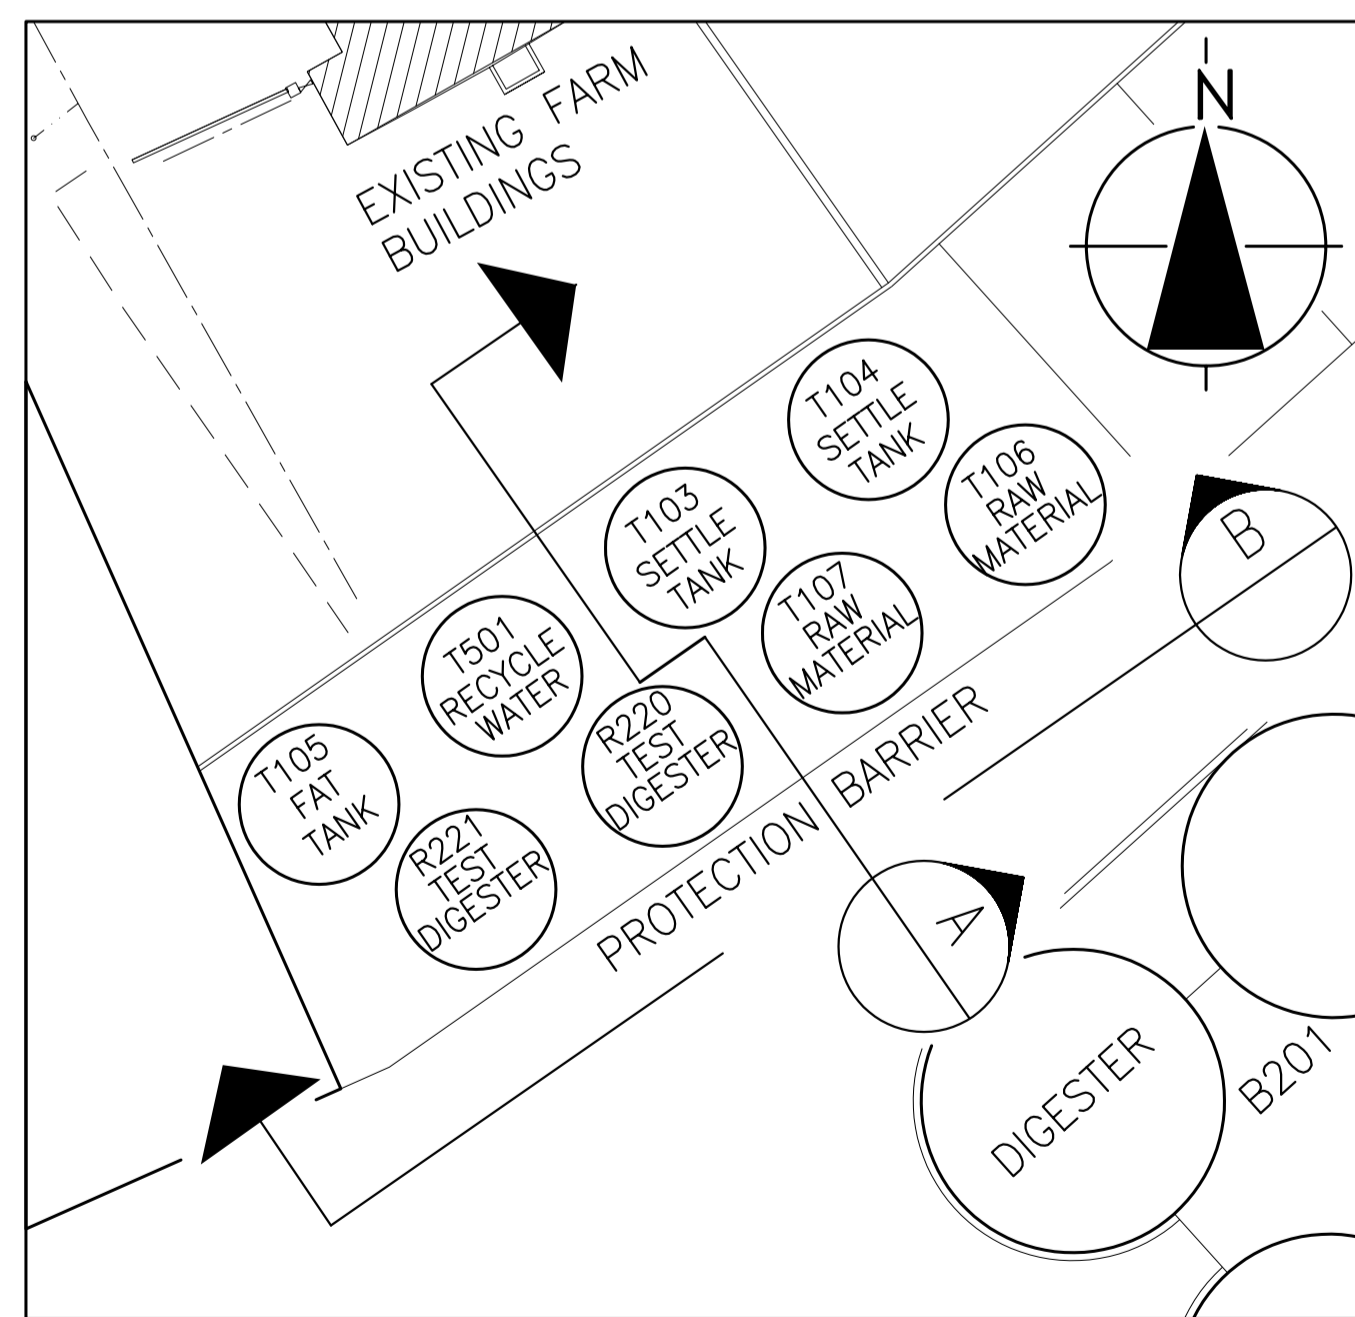 N
EXISTING FARM
BUILDINGS
T104
SETTLE
TANK
T106
RAW
MATERIAL
T103
SETTLE
TANK
T107
RAW
MATERIAL
B
T501
RECYCLE
WATER
R220
TEST
DIGESTER
T105
FAT
TANK
R221
TEST
DIGESTER
PROTECTION BARRIER
A
DIGESTER
B201